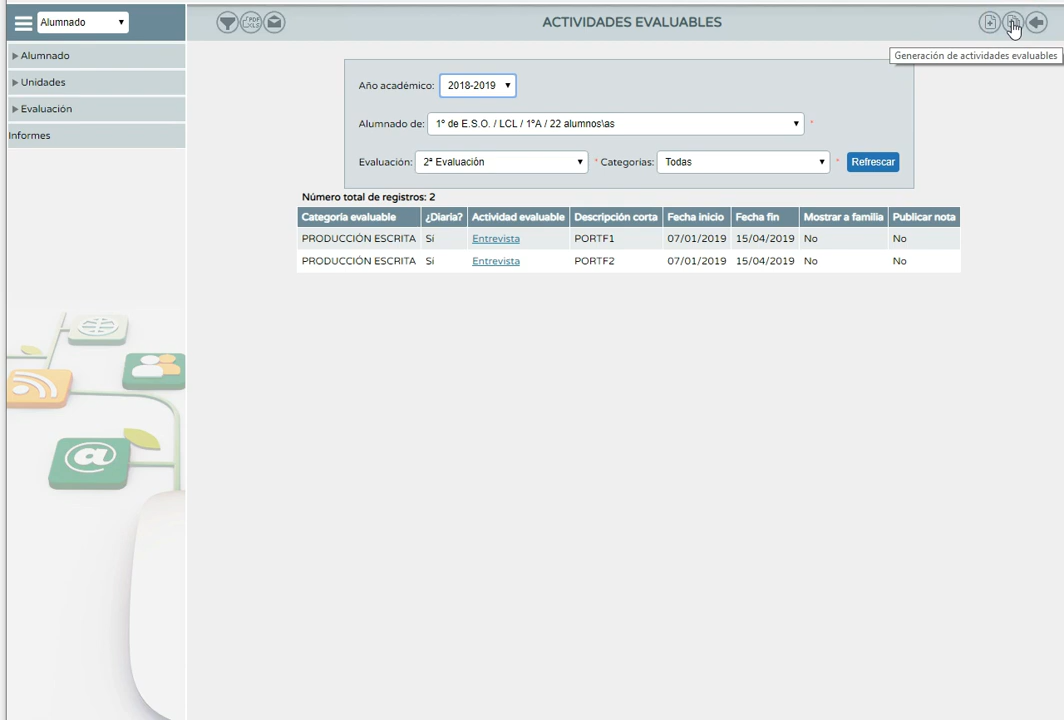 Alumnado
PDF
XLS
ACTIVIDADES EVALUABLES
Generación de actividades evaluables
Alumnado
Unidades
Evaluación
Informes
Año académico: 2018-2019
Alumnado de: 1º de E.S.O. / LCL / 1ºA / 22 alumnos\as *
Evaluación: 2ª Evaluación * Categorías: Todas * Refrescar
Número total de registros: 2
Categoría evaluable ¿Diaria? Actividad evaluable Descripción corta Fecha inicio Fecha fin Mostrar a familia Publicar nota
PRODUCCIÓN ESCRITA Sí Entrevista PORTF1 07/01/2019 15/04/2019 No No
PRODUCCIÓN ESCRITA Sí Entrevista PORTF2 07/01/2019 15/04/2019 No No
@